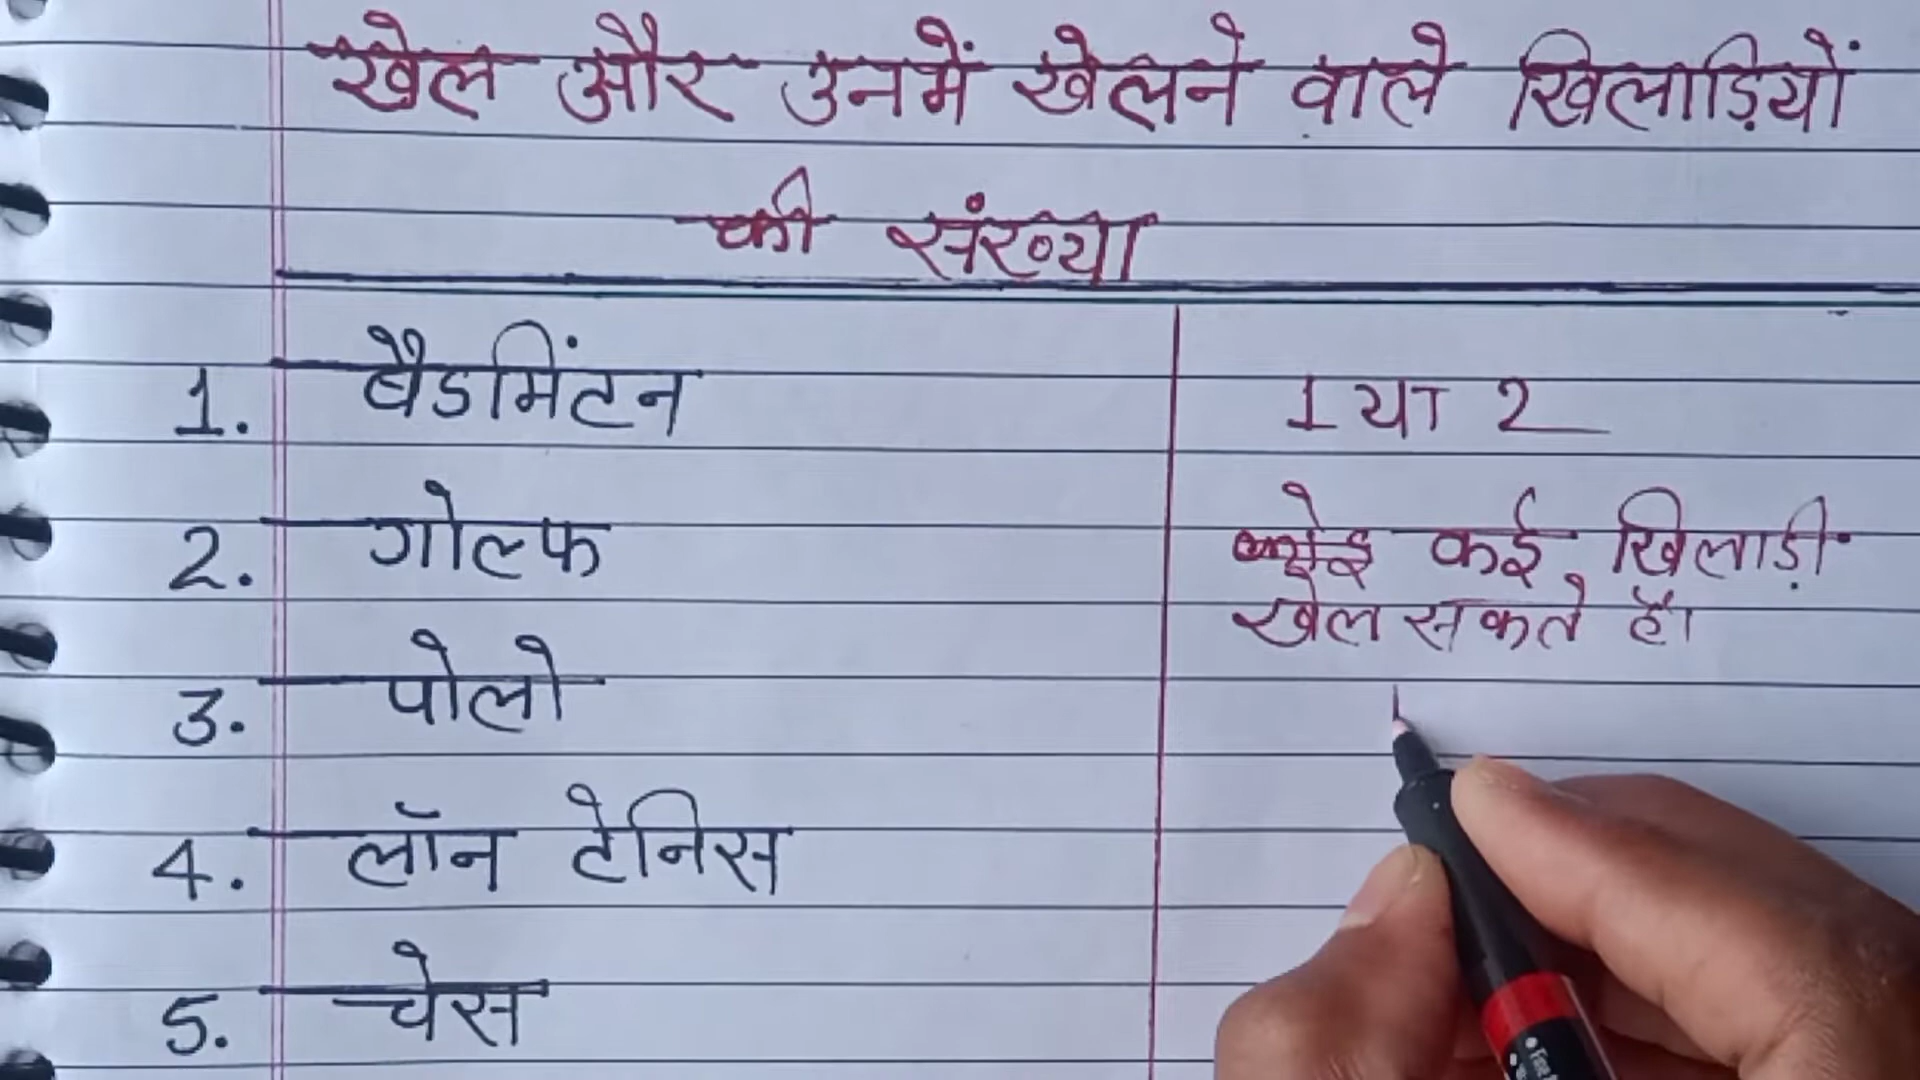 खेल और उनमें खेलने वाले खिलाड़ियों
की संख्या
1. बैडमिंटन 1 या 2
2. गोल्फ कई खिलाड़ी
खेल सकते हैं।
3. पोलो
4. लॉन टेनिस
5. चेस